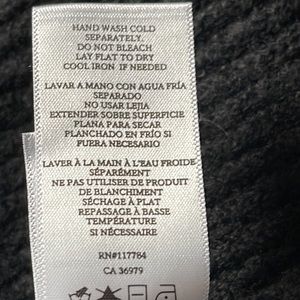 HAND WASH COLD
SEPARATELY.
DO NOT BLEACH
LAY FLAT TO DRY
COOL IRON IF NEEDED
LAVAR A MANO CON AGUA FRÍA
SEPARADO
NO USAR LEJIA
EXTENDER SOBRE SUPERFICIE
PLANA PARA SECAR
PLANCHADO EN FRÍO SI
FUERA NECESARIO
LAVER À LA MAIN À L'EAU FROIDE
SÉPARÉMENT
NE PAS UTILISER DE PRODUIT
DE BLANCHIMENT
SÉCHAGE À PLAT
REPASSAGE À BASSE
TEMPÉRATURE
SI NÉCESSAIRE
RN#117784
CA 36979